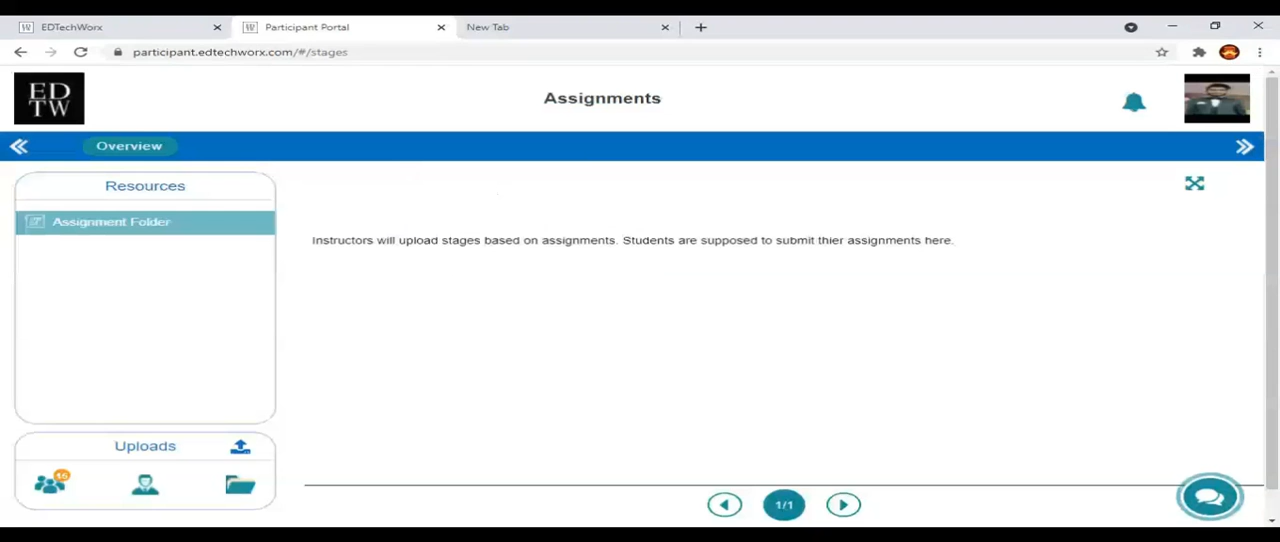 EDTechWorx
Participant Portal
New Tab
participant.edtechworx.com/#/stages
ED
TW
Assignments
Overview
Resources
Assignment Folder
Instructors will upload stages based on assignments. Students are supposed to submit thier assignments here.
Uploads
16
1/1